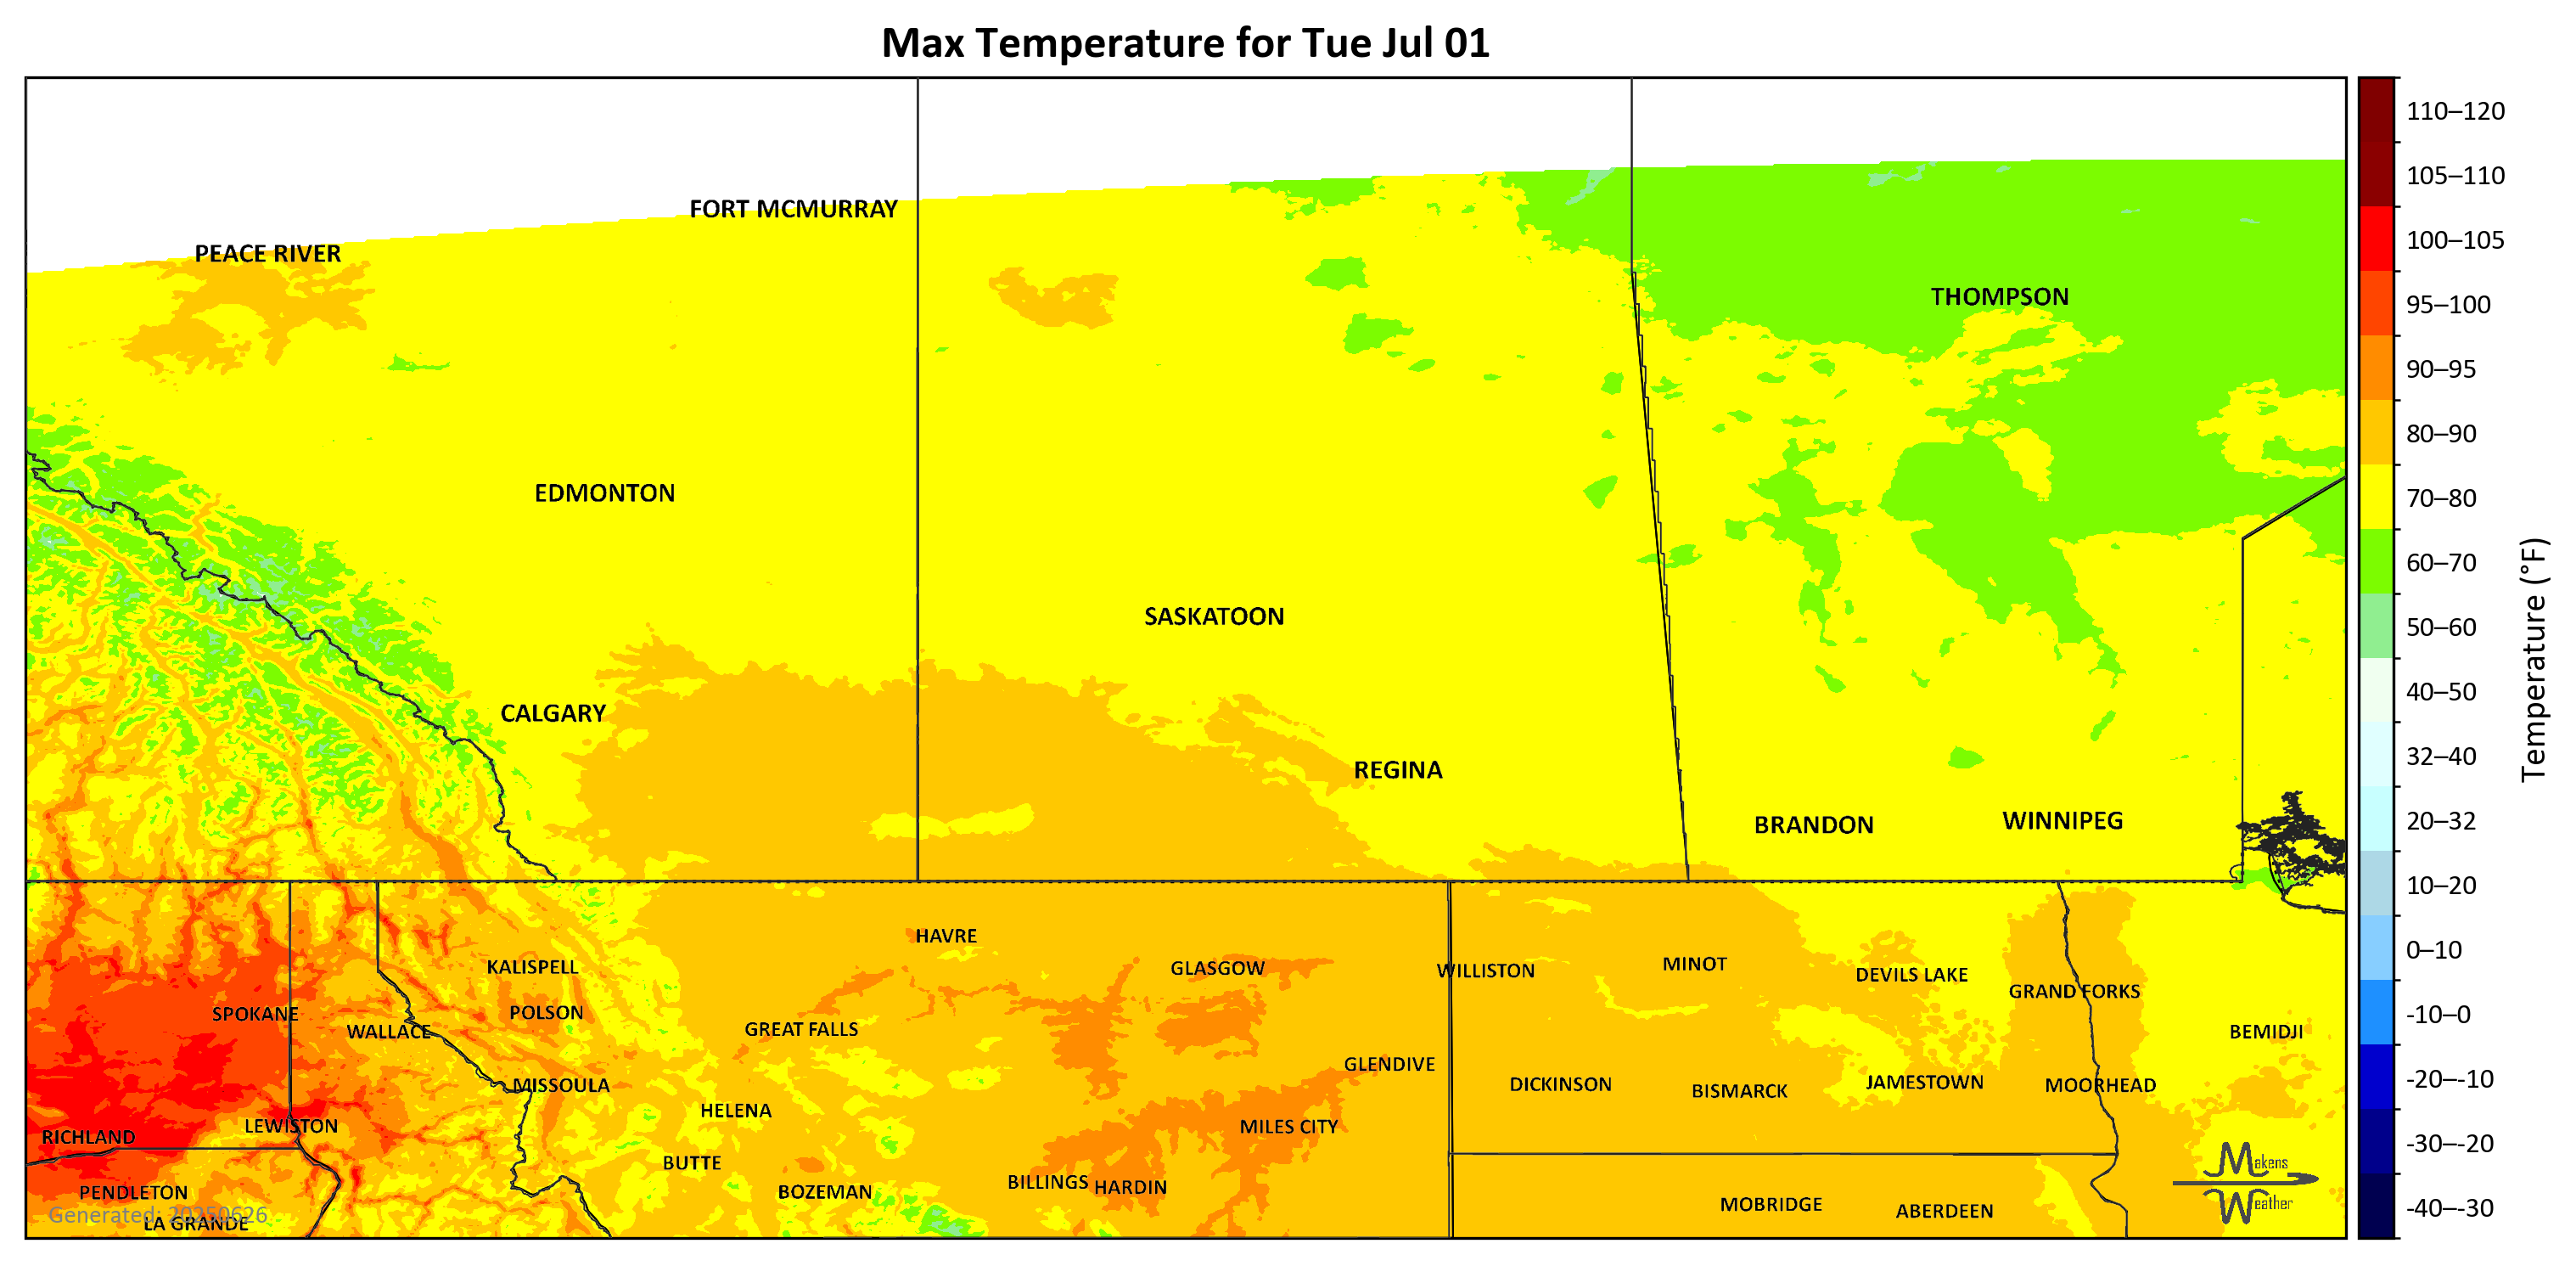 Max Temperature for Tue Jul 01
FORT MCMURRAY
PEACE RIVER
THOMPSON
EDMONTON
SASKATOON
CALGARY
REGINA
BRANDON
WINNIPEG
HAVRE
KALISPELL
GLASGOW
WILLISTON
MINOT
DEVILS LAKE
GRAND FORKS
SPOKANE
POLSON
WALLACE
GREAT FALLS
BEMIDJI
GLENDIVE
MISSOULA
DICKINSON
BISMARCK
JAMESTOWN
MOORHEAD
HELENA
LEWISTON
MILES CITY
RICHLAND
BUTTE
BILLINGS
HARDIN
PENDLETON
BOZEMAN
MOBRIDGE
ABERDEEN
Generated: 20250626
LA GRANDE
Makens
Weather
110–120
105–110
100–105
95–100
90–95
80–90
70–80
60–70
50–60
40–50
32–40
20–32
10–20
0–10
-10–0
-20–-10
-30–-20
-40–-30
Temperature (°F)